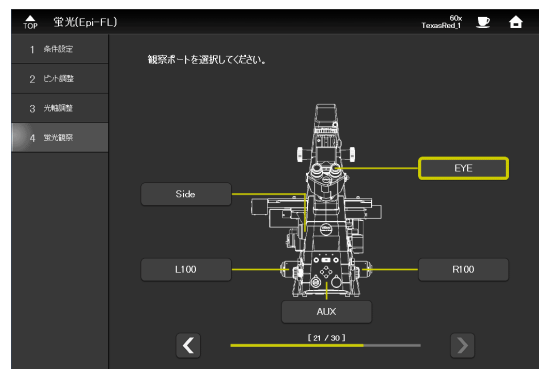 TOP
蛍光(Epi-FL)
60x
TexasRed_1
1 条件設定
2 ピント調整
3 光軸調整
4 蛍光観察
観察ポートを選択してください。
EYE
Side
L100
R100
AUX
[ 21 / 30 ]